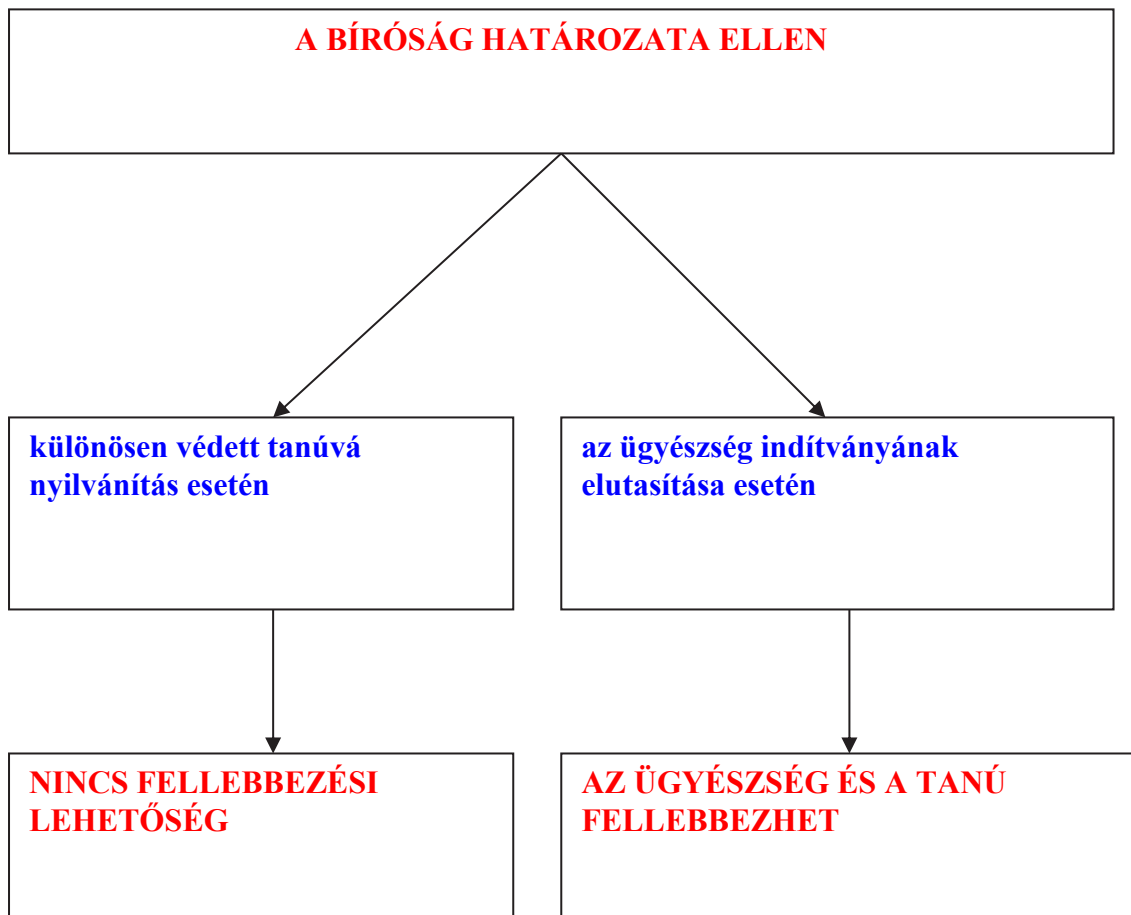 A BÍRÓSÁG HATÁROZATA ELLEN
különösen védett tanúvá
nyilvánítás esetén
az ügyészség indítványának
elutasítása esetén
NINCS FELLEBBEZÉSI
LEHETŐSÉG
AZ ÜGYÉSZSÉG ÉS A TANÚ
FELLEBBEZHET